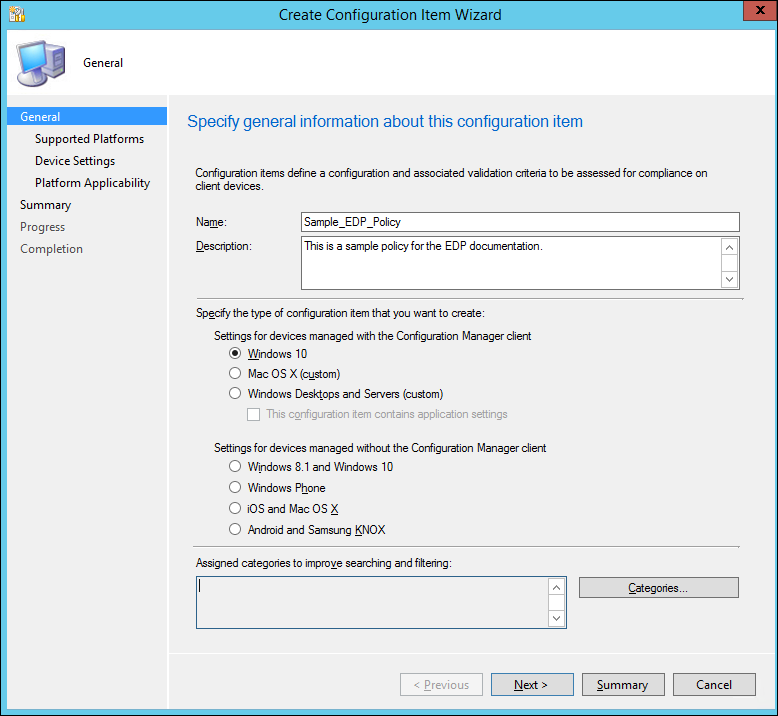 Create Configuration Item Wizard
X
General
General
Supported Platforms
Device Settings
Platform Applicability
Summary
Progress
Completion
Specify general information about this configuration item
Configuration items define a configuration and associated validation criteria to be assessed for compliance on
client devices.
Name:
Sample_EDP_Policy
Description:
This is a sample policy for the EDP documentation.
Specify the type of configuration item that you want to create:
Settings for devices managed with the Configuration Manager client
Windows 10
Mac OS X (custom)
Windows Desktops and Servers (custom)
This configuration item contains application settings
Settings for devices managed without the Configuration Manager client
Windows 8.1 and Windows 10
Windows Phone
iOS and Mac OS X
Android and Samsung KNOX
Assigned categories to improve searching and filtering:
Categories...
< Previous
Next >
Summary
Cancel